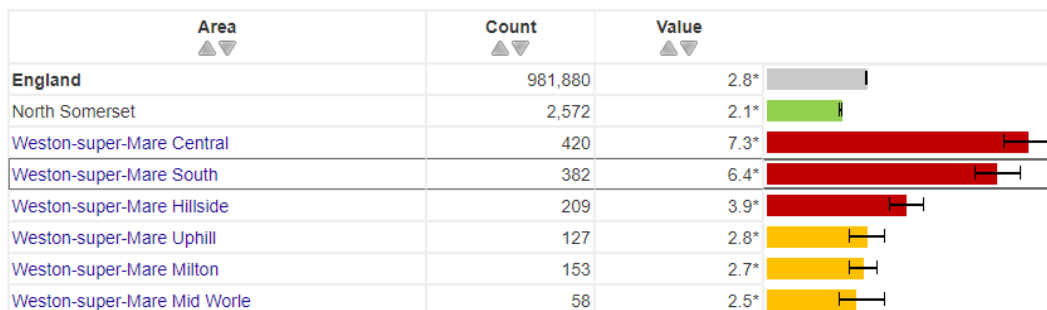 Area Count Value
England 981,880 2.8*
North Somerset 2,572 2.1*
Weston-super-Mare Central 420 7.3*
Weston-super-Mare South 382 6.4*
Weston-super-Mare Hillside 209 3.9*
Weston-super-Mare Uphill 127 2.8*
Weston-super-Mare Milton 153 2.7*
Weston-super-Mare Mid Worle 58 2.5*